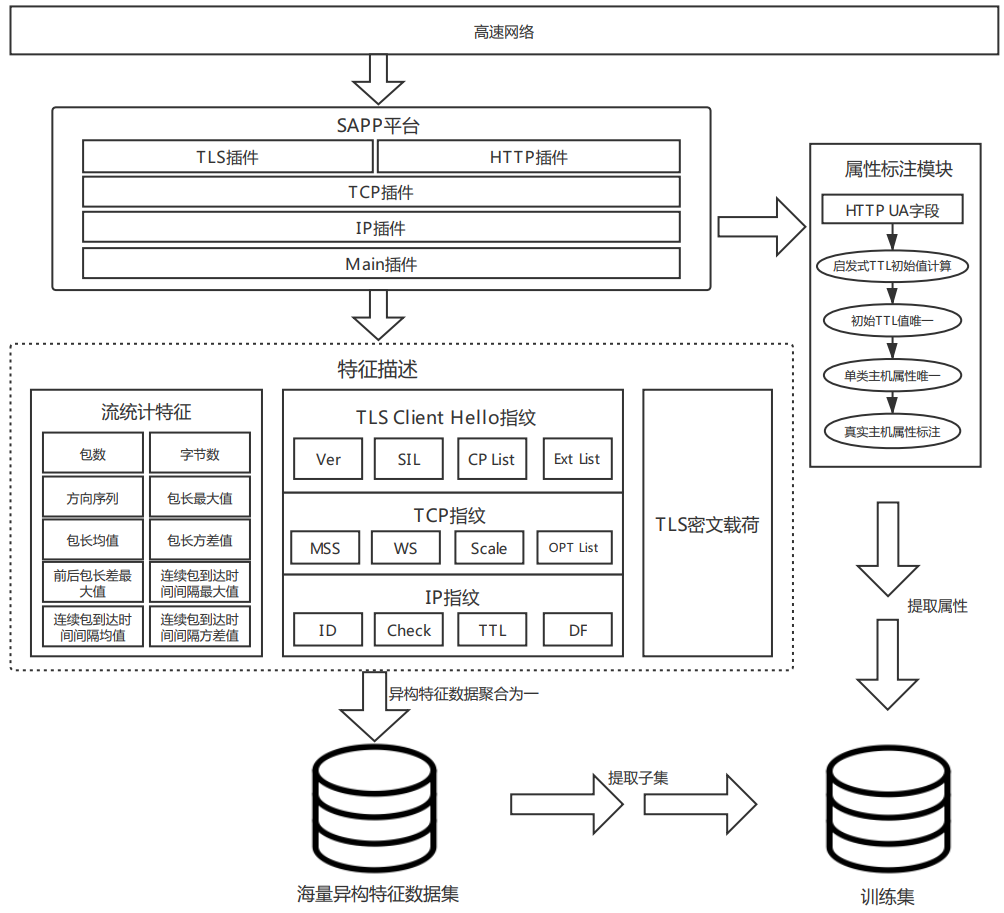 高速网络
SAPP平台
TLS插件
HTTP插件
TCP插件
IP插件
Main插件
属性标注模块
HTTP UA字段
启发式TTL初始值计算
初始TTL值唯一
单类主机属性唯一
真实主机属性标注
特征描述
流统计特征
包数
字节数
方向序列
包长最大值
包长均值
包长方差值
前后包长差最
大值
连续包到达时
间间隔最大值
连续包到达时
间间隔均值
连续包到达时
间间隔方差值
TLS Client Hello指纹
Ver
SIL
CP List
Ext List
TCP指纹
MSS
WS
Scale
OPT List
IP指纹
ID
Check
TTL
DF
TLS密文载荷
提取属性
异构特征数据聚合为一
提取子集
海量异构特征数据集
训练集